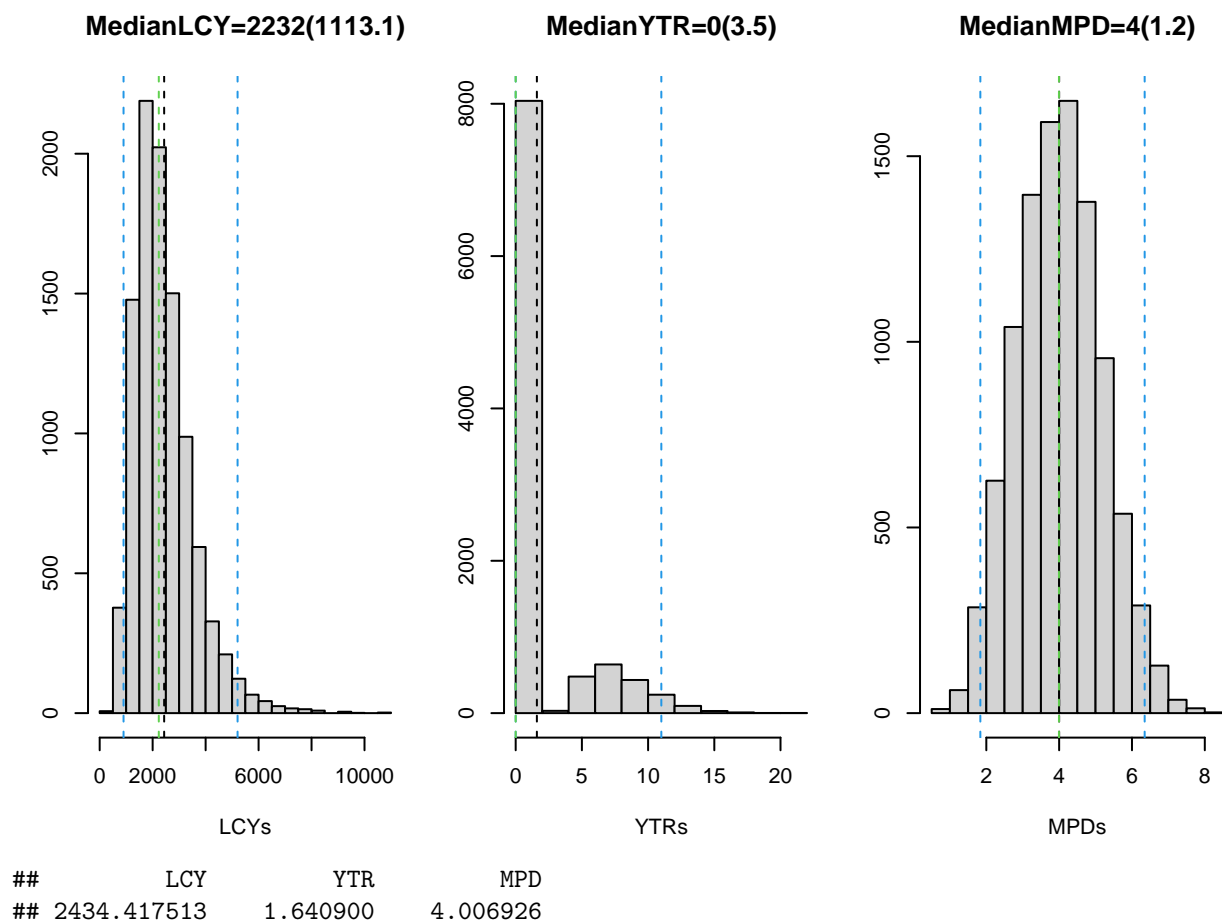 MedianLCY=2232(1113.1) MedianYTR=0(3.5) MedianMPD=4(1.2)
2000
1500
1000
500
0
0 2000 6000 10000
LCYs
8000
6000
4000
2000
0
0 5 10 15 20
YTRs
1500
1000
500
0
2 4 6 8
MPDs
## LCY YTR MPD
## 2434.417513 1.640900 4.006926